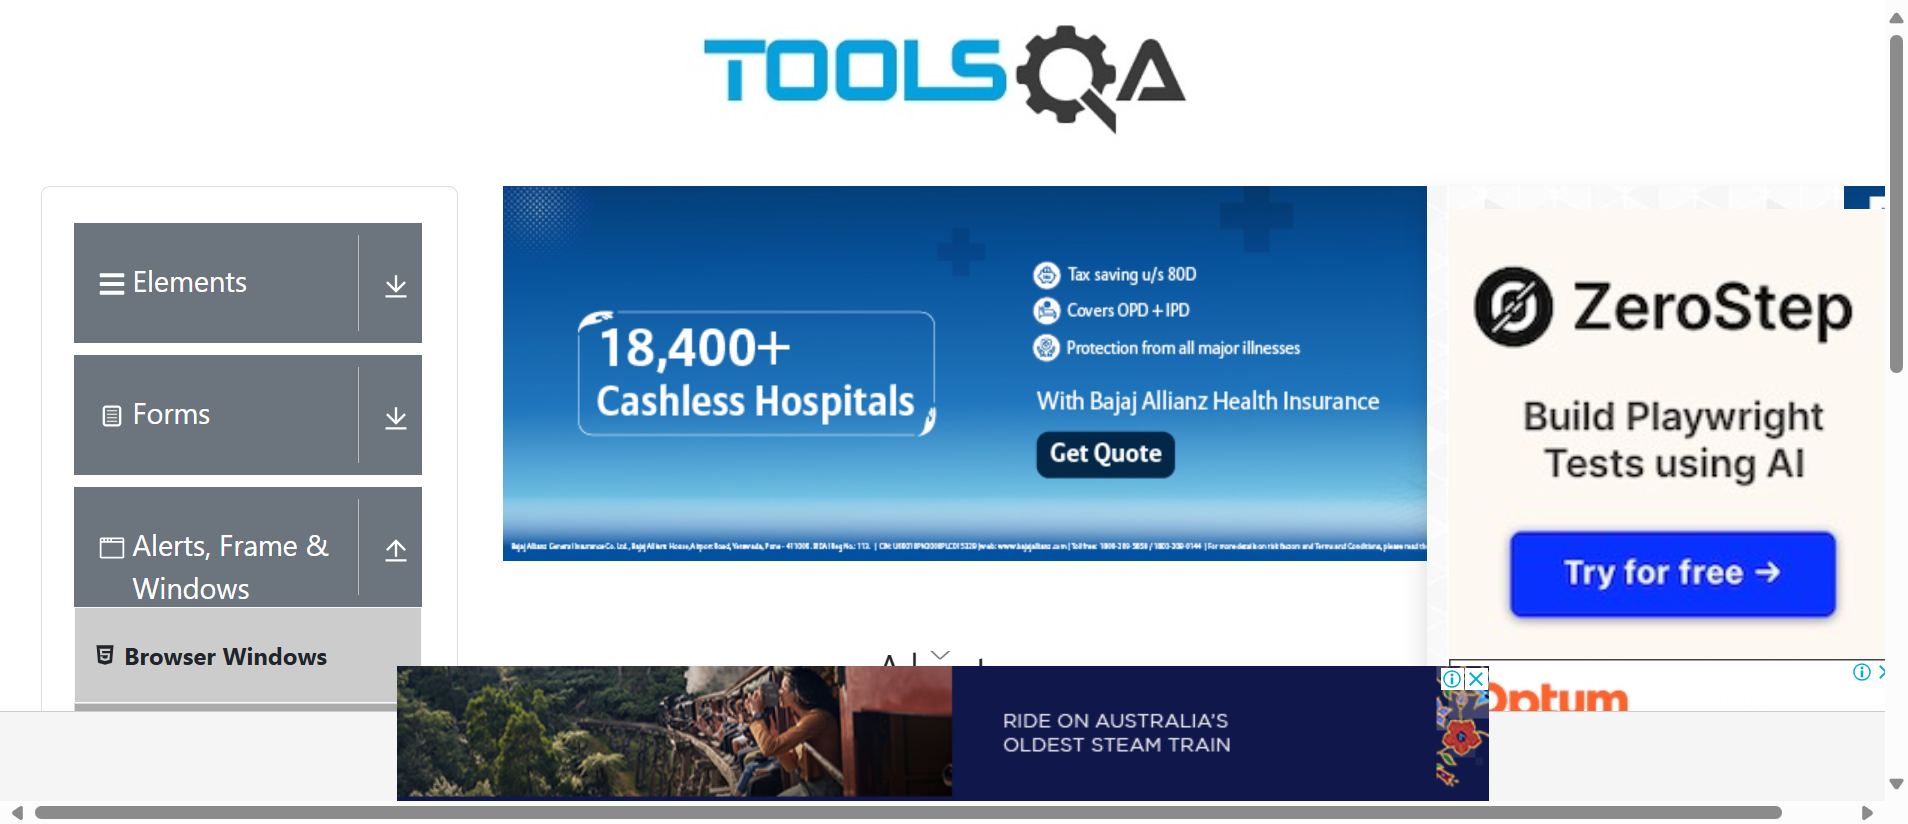 TOOLSQA
Elements
Forms
Alerts, Frame &
Windows
Browser Windows
18,400+
Cashless Hospitals
Tax saving u/s 80D
Covers OPD + IPD
Protection from all major illnesses
With Bajaj Allianz Health Insurance
Get Quote
ZeroStep
Build Playwright
Tests using AI
Try for free →
Optum
RIDE ON AUSTRALIA'S
OLDEST STEAM TRAIN